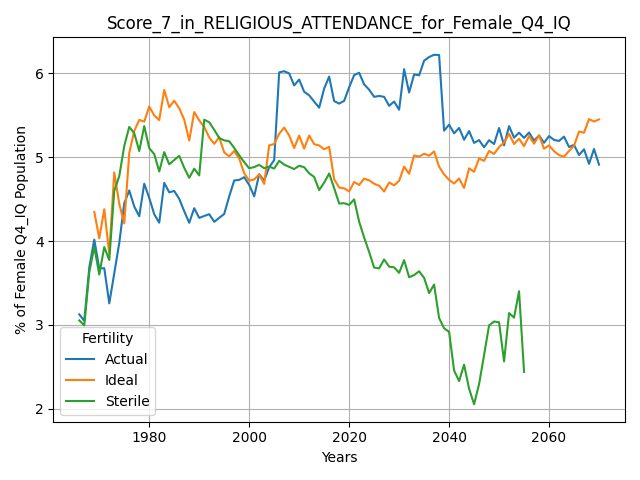 Score_7_in_RELIGIOUS_ATTENDANCE_for_Female_Q4_IQ
% of Female Q4_IQ Population
6
5
4
3
2
Fertility
Actual
Ideal
Sterile
1980
2000
2020
2040
2060
Years